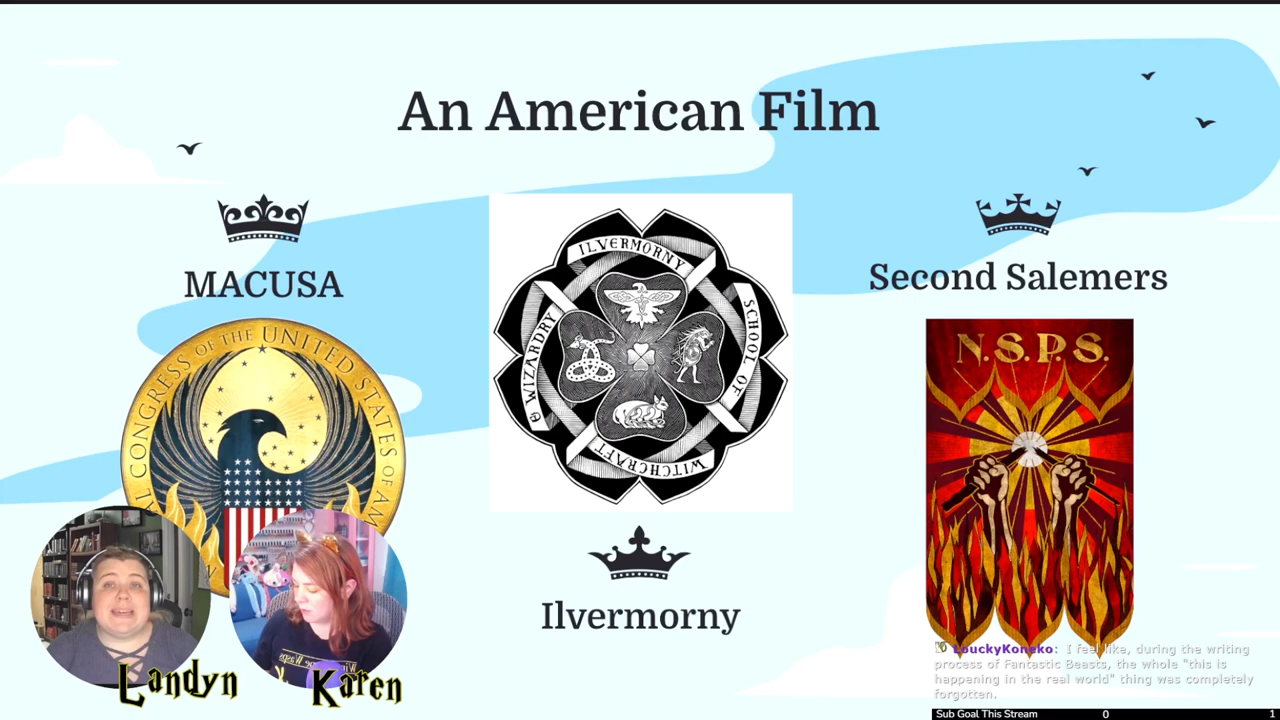 An American Film
MACUSA
Second Salemers
CONGRESS OF THE UNITED STATES OF AM
ILVERMORNY
SCHOOL OF
WITCHCRAFT
& WIZARDRY
N.S.P.S.
Ilvermorny
Landyn
Karen
LouckyKoneko: I feel like, during the writing
process of Fantastic Beasts, the whole "this is
happening in the real world" thing was completely
forgotten.
Sub Goal This Stream 0 1